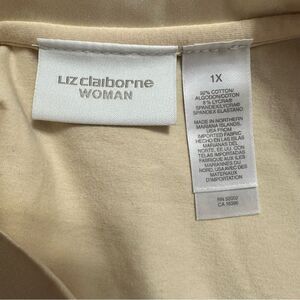 Liz claiborne
WOMAN
1X
92% COTTON/
ALGODON/COTON
8% LYCRA®
SPANDEX/LYCRA®
SPANDEX ELASTANO
MADE IN NORTHERN
MARIANA ISLANDS,
USA FROM
IMPORTED FABRIC
HECHO EN ISLAS
MARIANAS DEL
NORTE, EE. UU. CON
TELAS IMPORTADAS
FABRIQUE AUX ILES
MARIANNES DU
NORD, USA AVEC DES
MATERIAUX
D'IMPORTATION